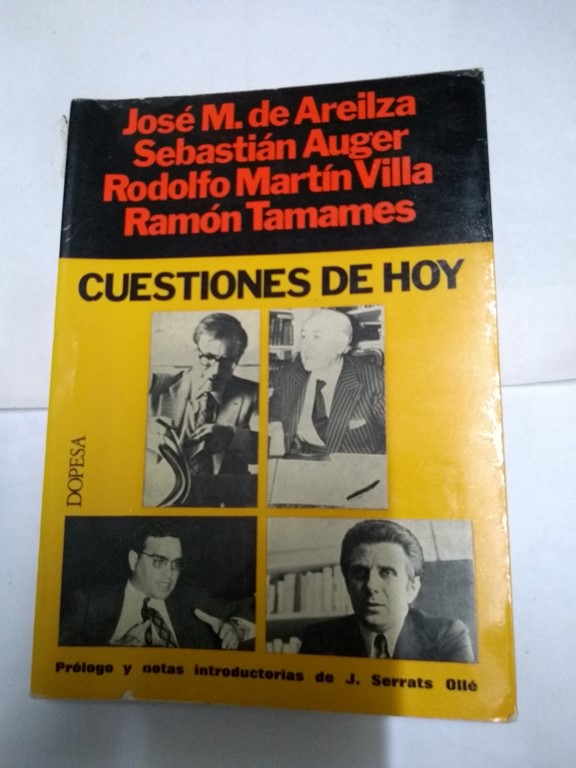 José M. de Areilza
Sebastián Auger
Rodolfo Martín Villa
Ramón Tamames
CUESTIONES DE HOY
DOPESA
Prólogo y notas introductorias de J. Serrats Ollé